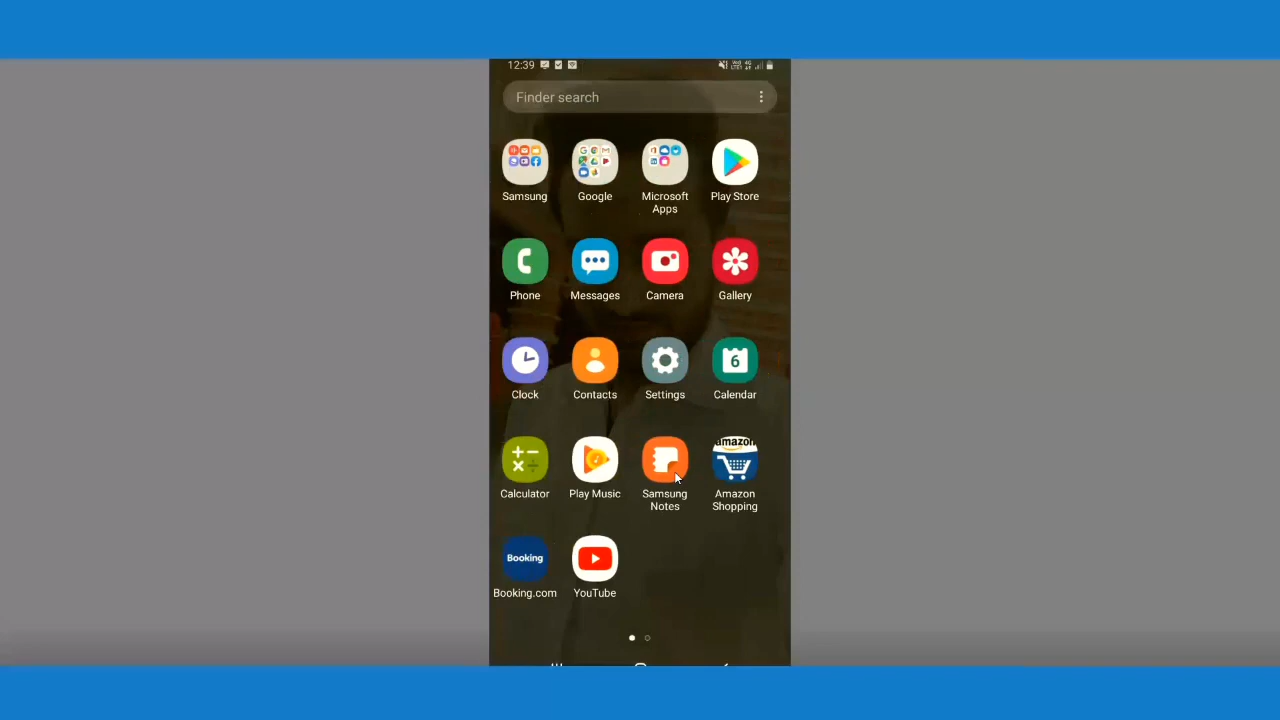 12:39
Finder search
Samsung
Google
Microsoft
Apps
Play Store
Phone
Messages
Camera
Gallery
Clock
Contacts
Settings
6
Calendar
Calculator
Play Music
Samsung
Notes
amazon
Amazon
Shopping
Booking
Booking.com
YouTube